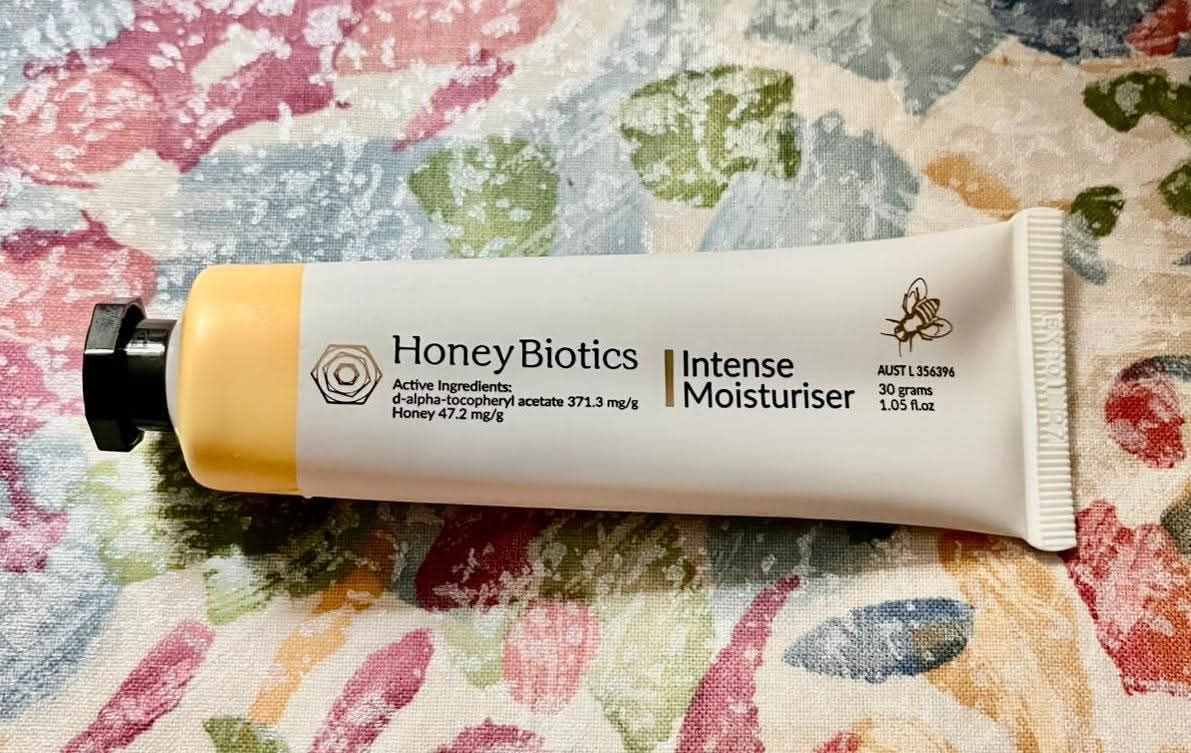 HoneyBiotics
Active Ingredients:
d-alpha-tocopheryl acetate 371.3 mg/g
Honey 47.2 mg/g
Intense
Moisturiser
AUST L 356396
30 grams
1.05 fl.oz